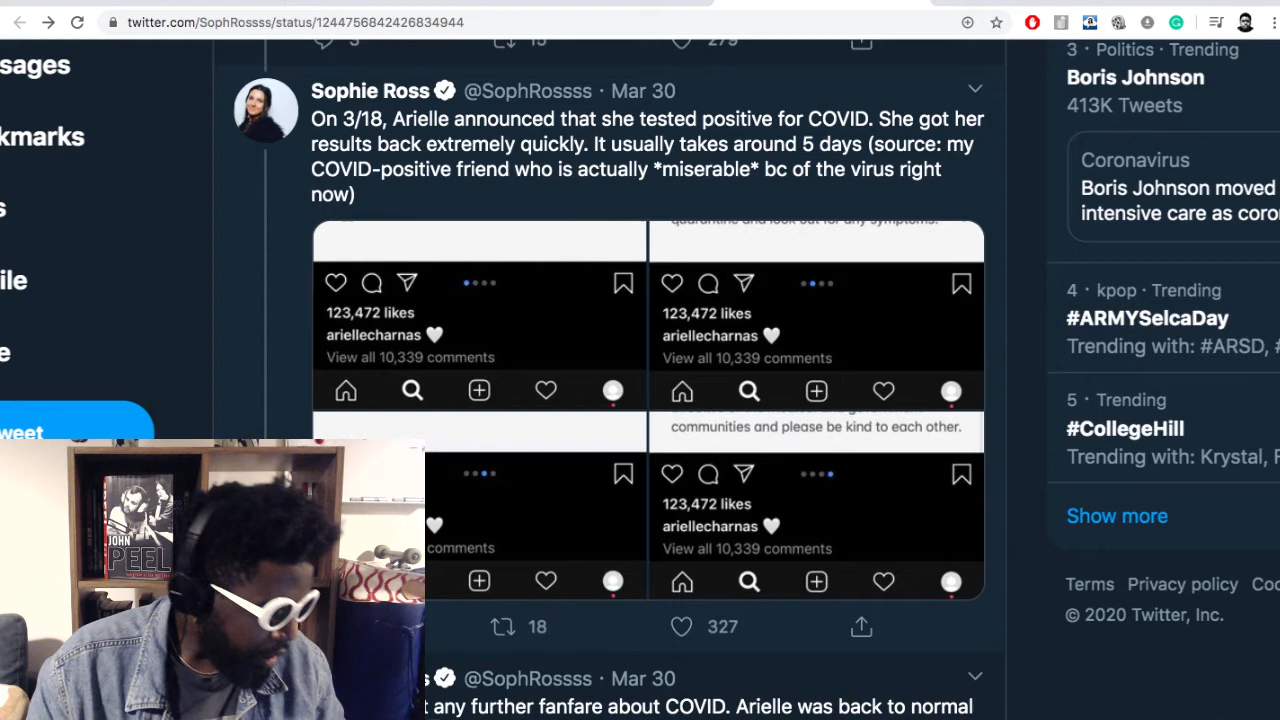 twitter.com/SophRossss/status/1244756842426834944
3 15 279
Sophie Ross @SophRossss · Mar 30
On 3/18, Arielle announced that she tested positive for COVID. She got her
results back extremely quickly. It usually takes around 5 days (source: my
COVID-positive friend who is actually *miserable* bc of the virus right
now)
quarantine and look out for any symptoms.
123,472 likes
ariellecharnas
View all 10,339 comments
123,472 likes
ariellecharnas
View all 10,339 comments
communities and please be kind to each other.
comments
123,472 likes
ariellecharnas
View all 10,339 comments
18 327
s @SophRossss · Mar 30
t any further fanfare about COVID. Arielle was back to normal
sages
kmarks
s
ile
e
weet
JOHN
PEEL
3 · Politics · Trending
Boris Johnson
413K Tweets
Coronavirus
Boris Johnson moved
intensive care as coro
4 · kpop · Trending
#ARMYSelcaDay
Trending with: #ARSD, #
5 · Trending
#CollegeHill
Trending with: Krystal, F
Show more
Terms Privacy policy Coo
© 2020 Twitter, Inc.